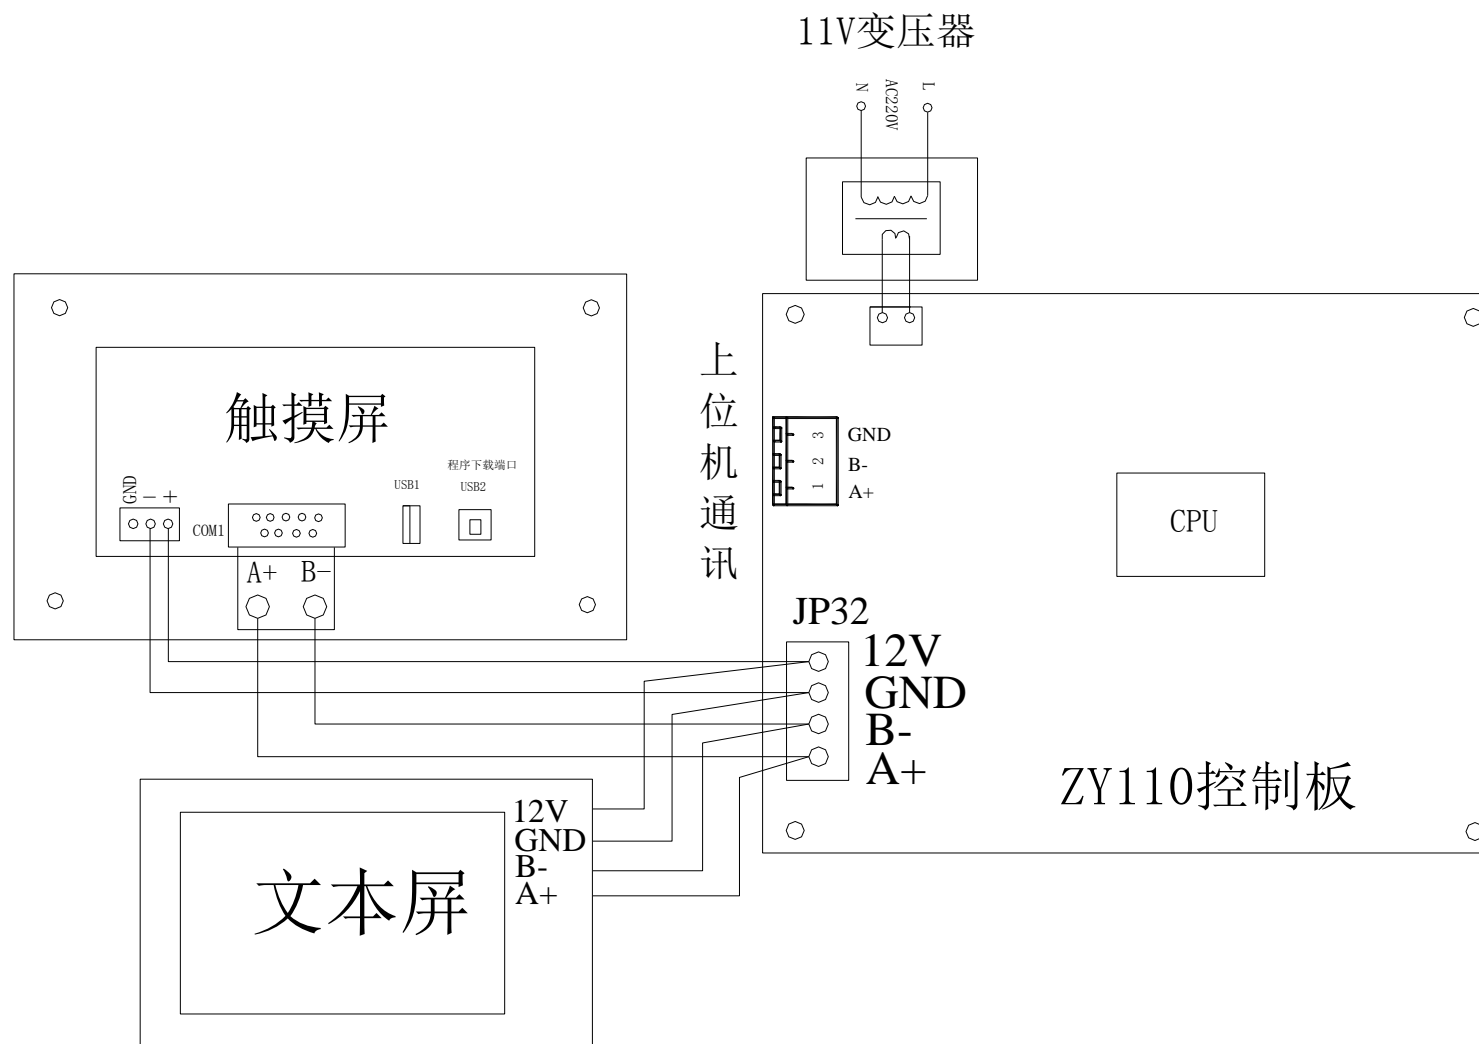 11V变压器
N
AC220V
L
上位机通讯
触摸屏
程序下载端口
GND
-
+
COM1
USB1
USB2
A+
B-
3
GND
2
B-
1
A+
CPU
JP32
12V
GND
B-
A+
ZY110控制板
12V
GND
B-
A+
文本屏